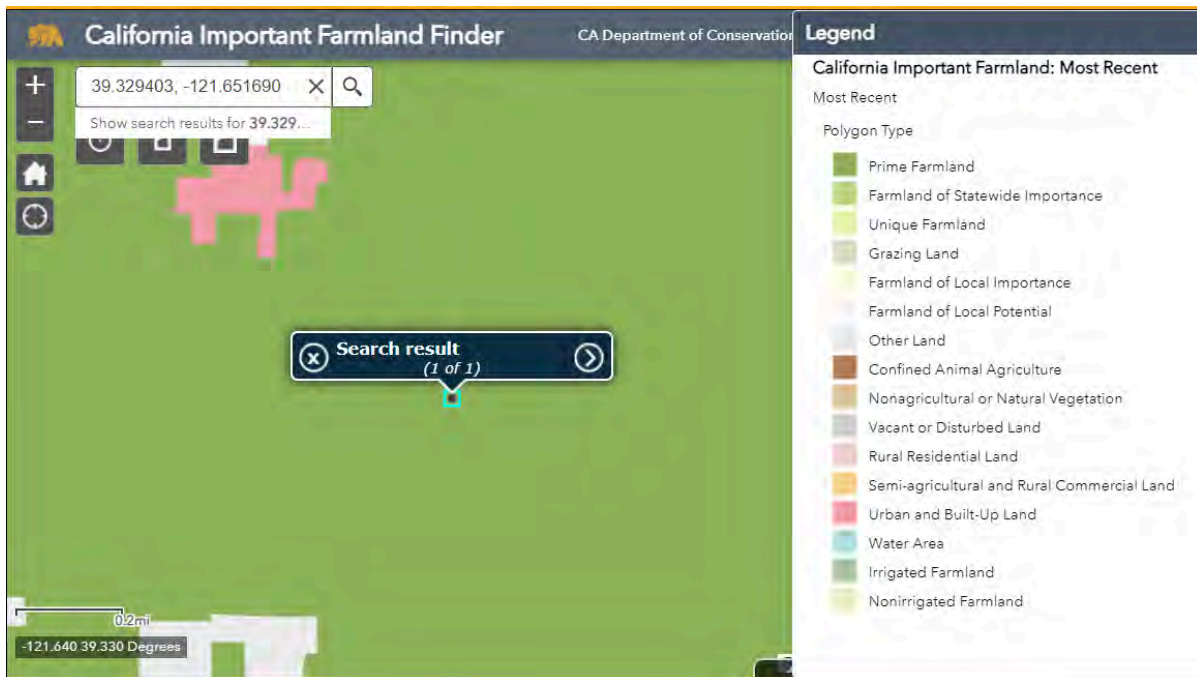 California Important Farmland Finder
CA Department of Conservation
39.329403, -121.651690
Show search results for 39.329...
Search result
(1 of 1)
0.2mi
-121.640 39.330 Degrees
Legend
California Important Farmland: Most Recent
Most Recent
Polygon Type
Prime Farmland
Farmland of Statewide Importance
Unique Farmland
Grazing Land
Farmland of Local Importance
Farmland of Local Potential
Other Land
Confined Animal Agriculture
Nonagricultural or Natural Vegetation
Vacant or Disturbed Land
Rural Residential Land
Semi-agricultural and Rural Commercial Land
Urban and Built-Up Land
Water Area
Irrigated Farmland
Nonirrigated Farmland